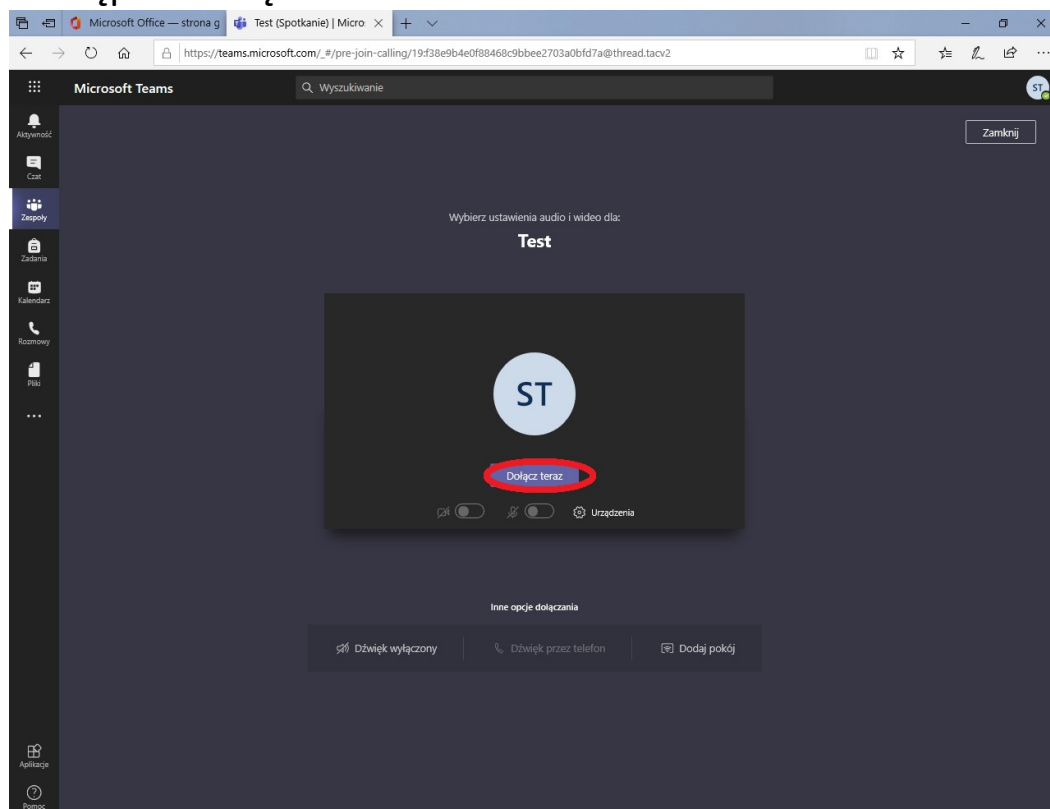 Microsoft Office — strona g
Test (Spotkanie) | Micro
https://teams.microsoft.com/_#/pre-join-calling/19:f38e9b4e0f88468c9bbee2703a0bfd7a@thread.tacv2
Microsoft Teams
Wyszukiwanie
ST
Aktywność
Czat
Zespoły
Zadania
Kalendarz
Rozmowy
Pliki
Zamknij
Wybierz ustawienia audio i wideo dla:
Test
ST
Dołącz teraz
Urządzenia
Inne opcje dołączania
Dźwięk wyłączony
Dźwięk przez telefon
Dodaj pokój
Aplikacje
Pomoc